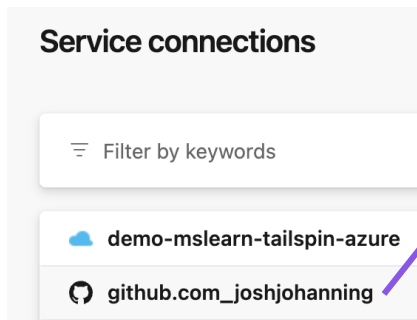 Service connections
Filter by keywords
demo-mslearn-tailspin-azure
github.com_joshjohanning